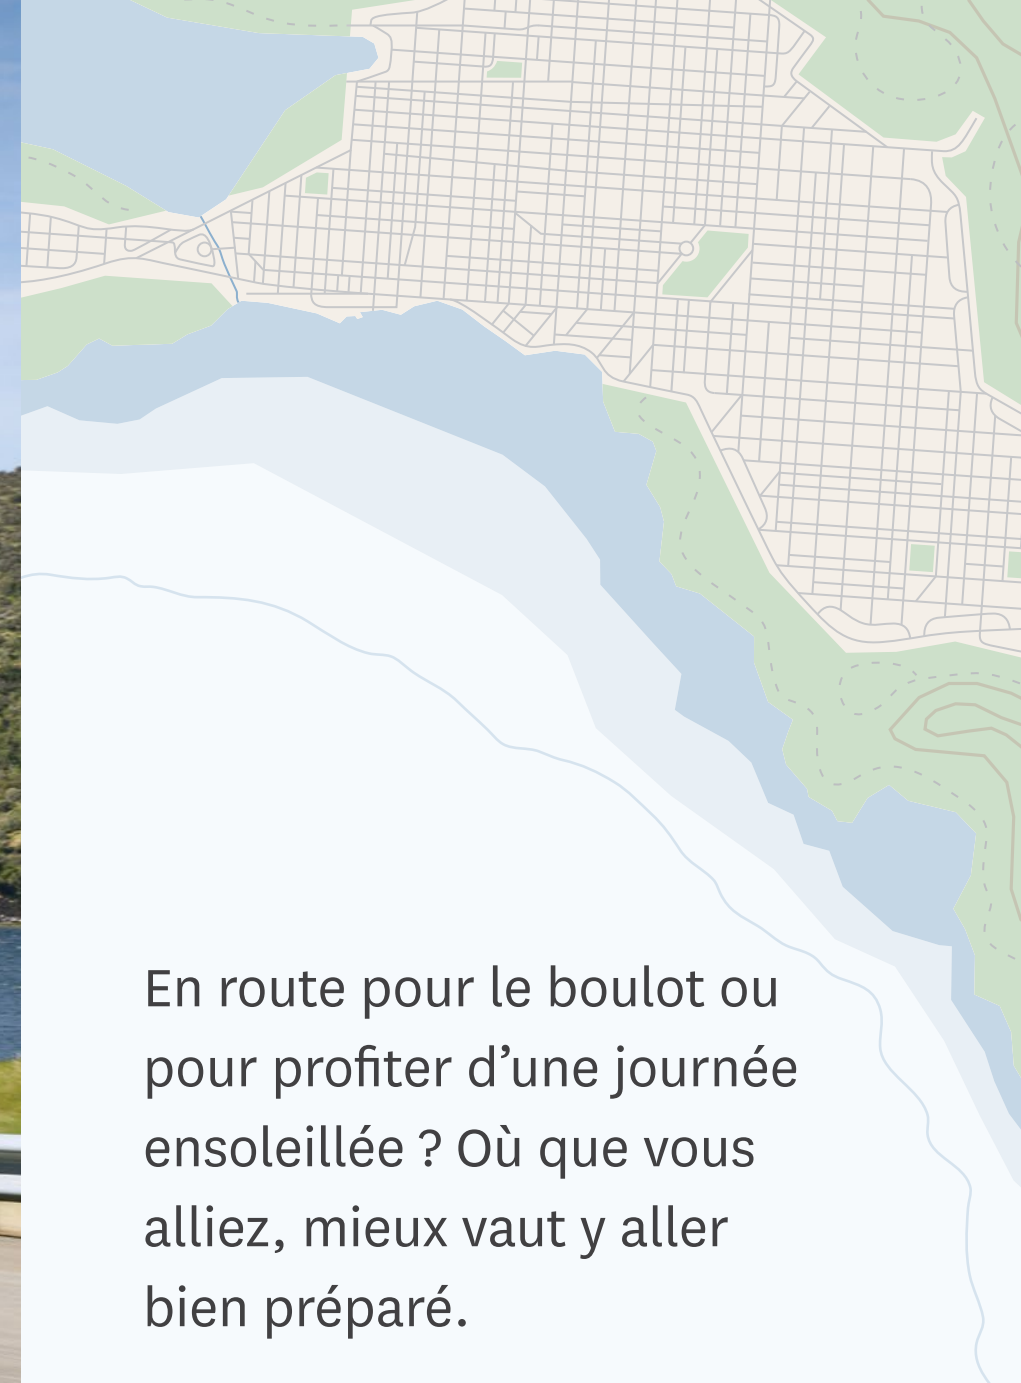 En route pour le boulot ou
pour profiter d’une journée
ensoleillée ? Où que vous
alliez, mieux vaut y aller
bien préparé.